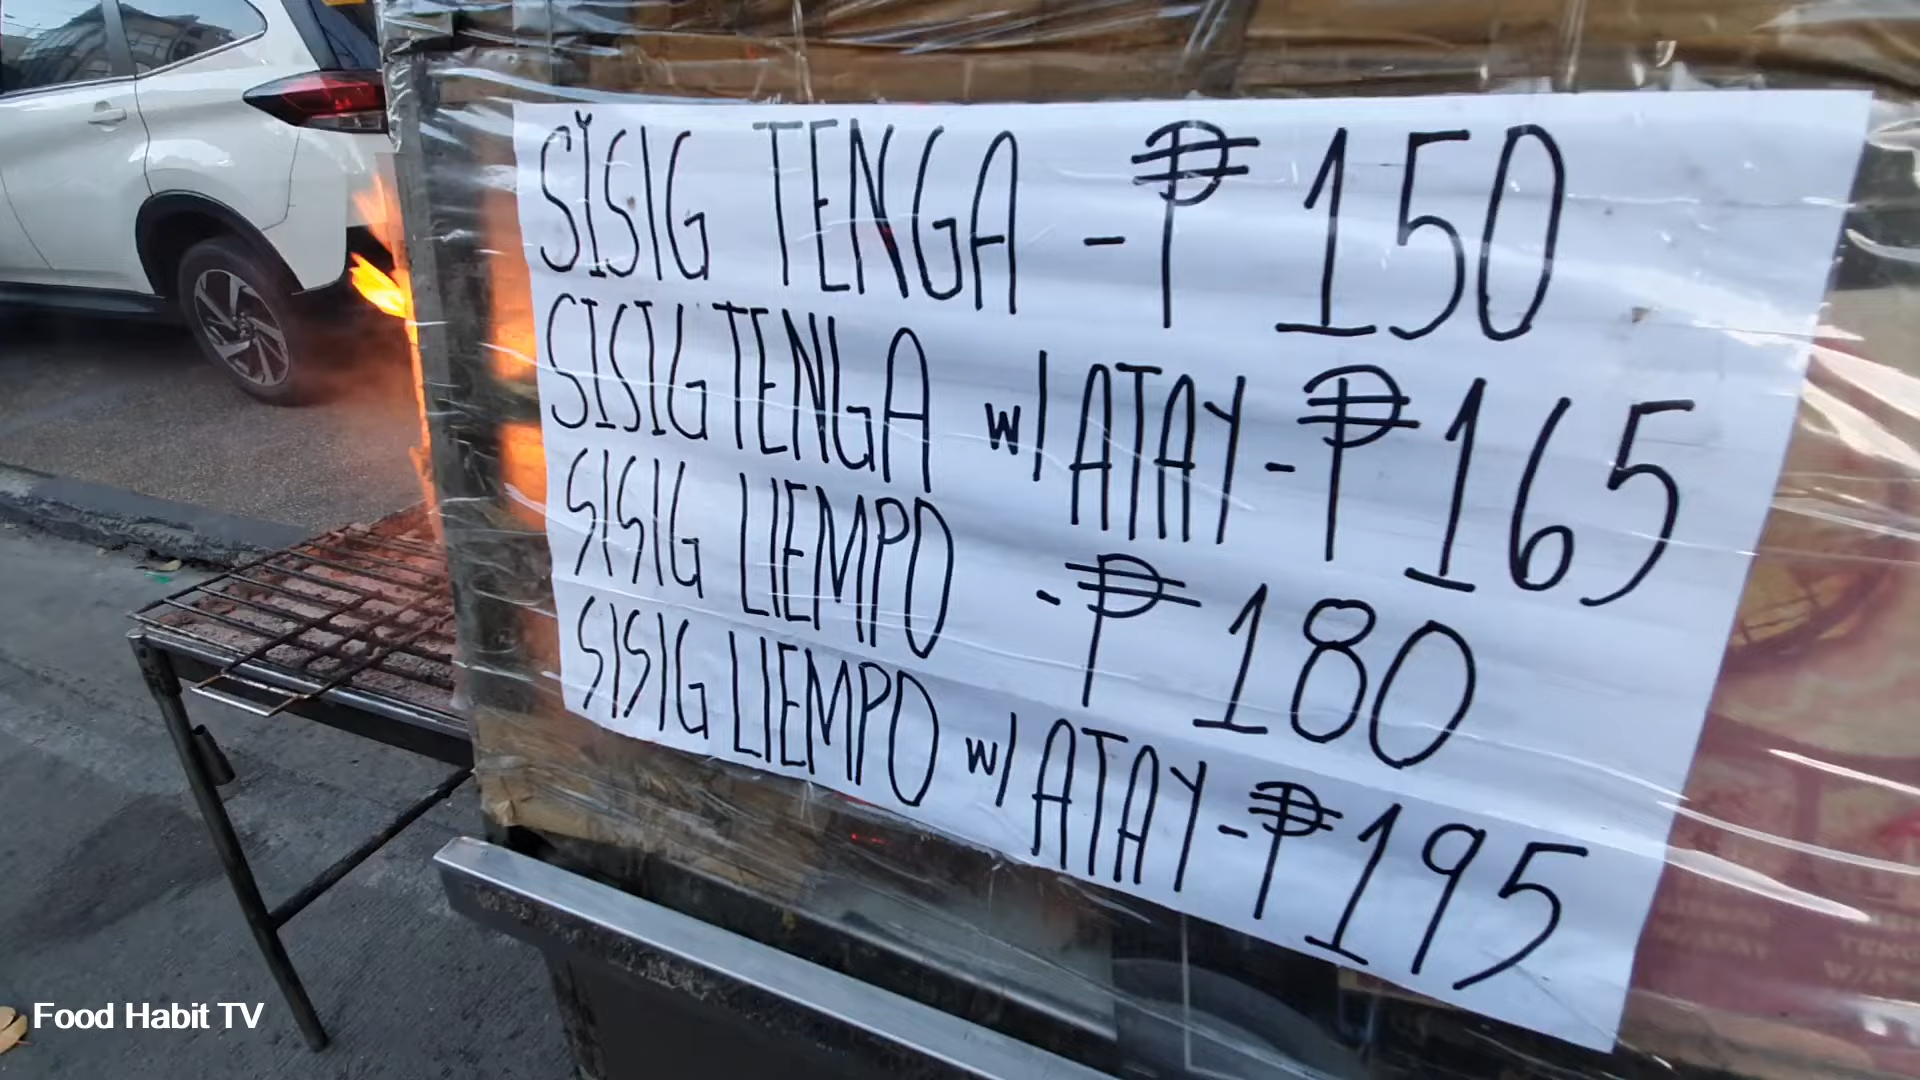 SISIG TENGA - ₱ 150
SISIG TENGA w/ ATAY - ₱ 165
SISIG LIEMPO - ₱ 180
SISIG LIEMPO w/ ATAY - ₱ 195
Food Habit TV